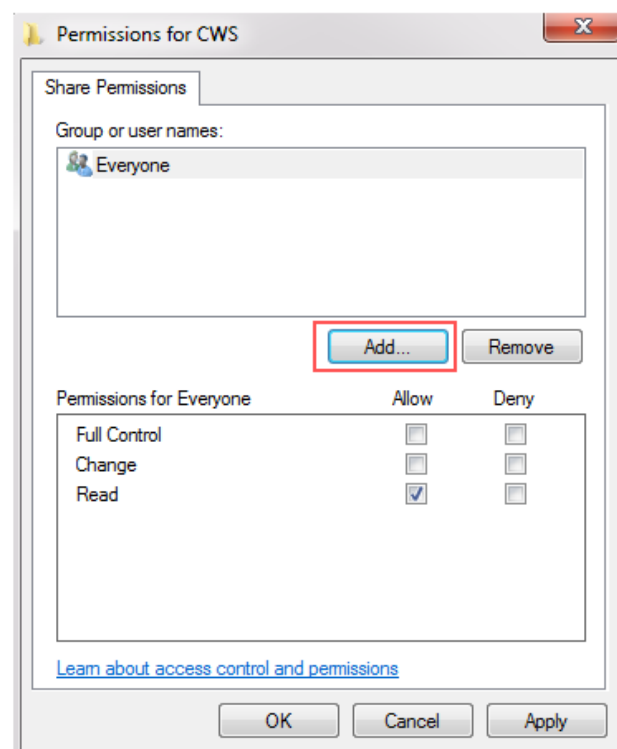 Permissions for CWS
Share Permissions
Group or user names:
Everyone
Add...
Remove
Permissions for Everyone
Allow
Deny
Full Control
Change
Read
Learn about access control and permissions
OK
Cancel
Apply